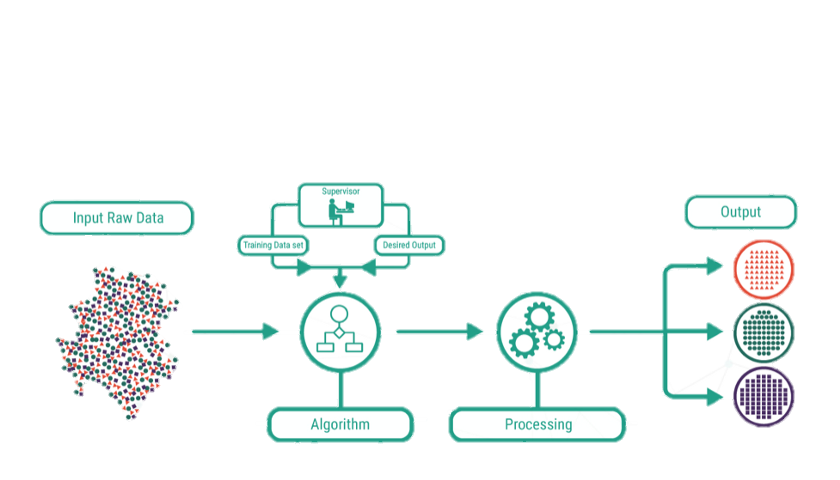 Supervisor
Input Raw Data
Training Data set
Desired Output
Output
Algorithm
Processing